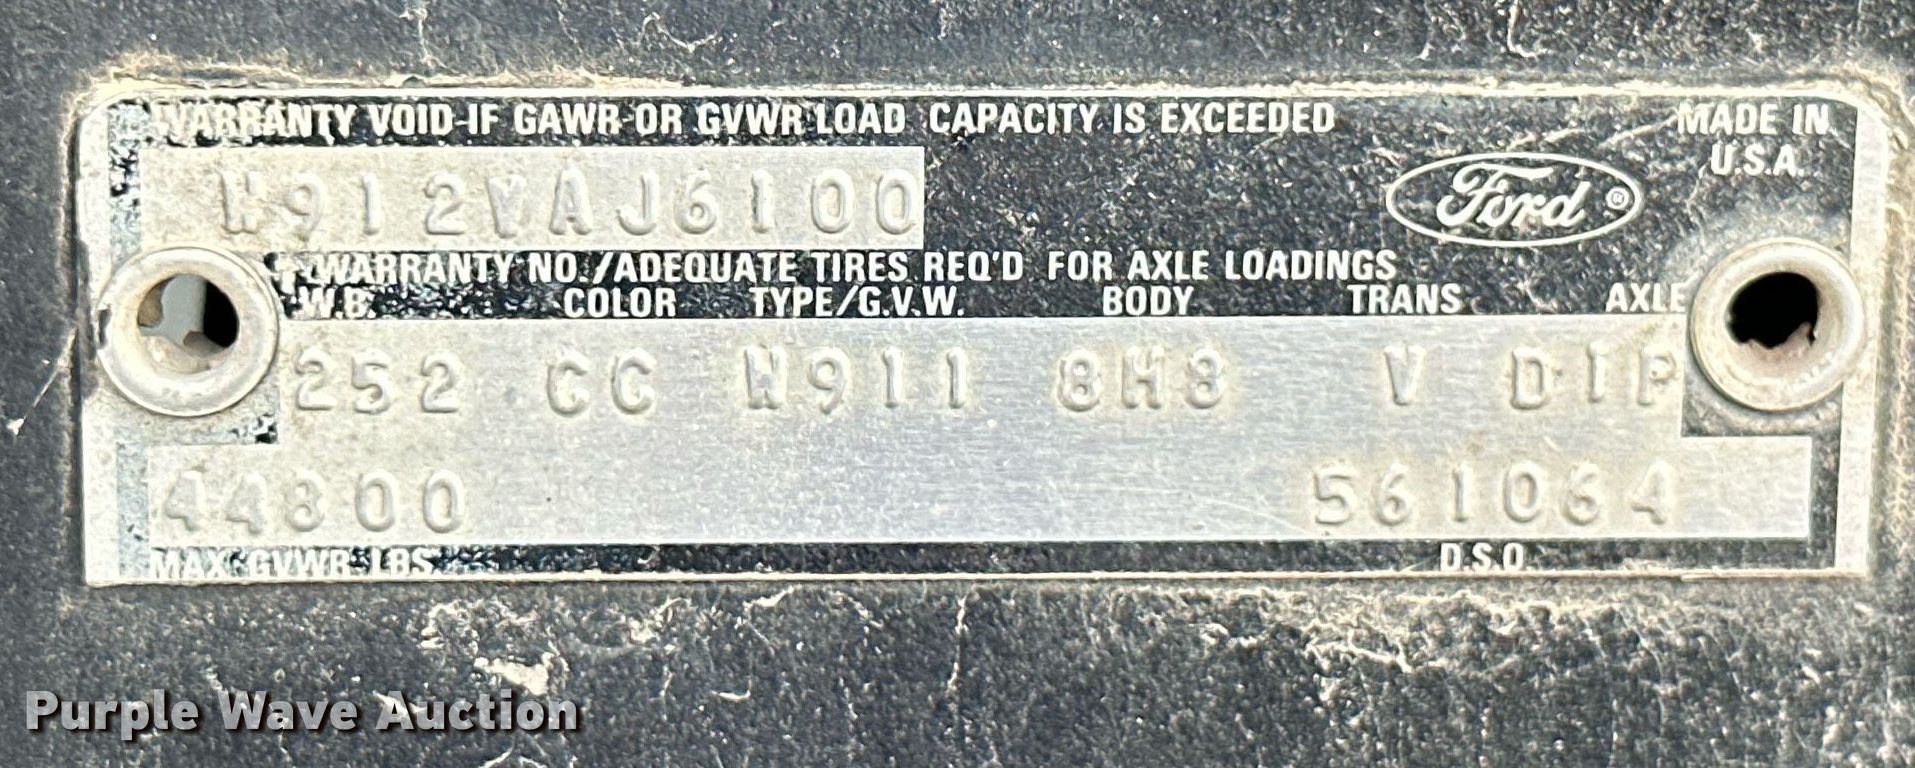 WARRANTY VOID IF GAWR OR GVWR LOAD CAPACITY IS EXCEEDED
MADE IN
U.S.A.
W912VAJ6100
Ford®
WARRANTY NO./ADEQUATE TIRES REQ'D FOR AXLE LOADINGS
W.B. COLOR TYPE/G.V.W. BODY TRANS AXLE
252 CC W911 8H8 V D1P
44800 561064
MAX GVWR LBS. D.S.O.
Purple Wave Auction